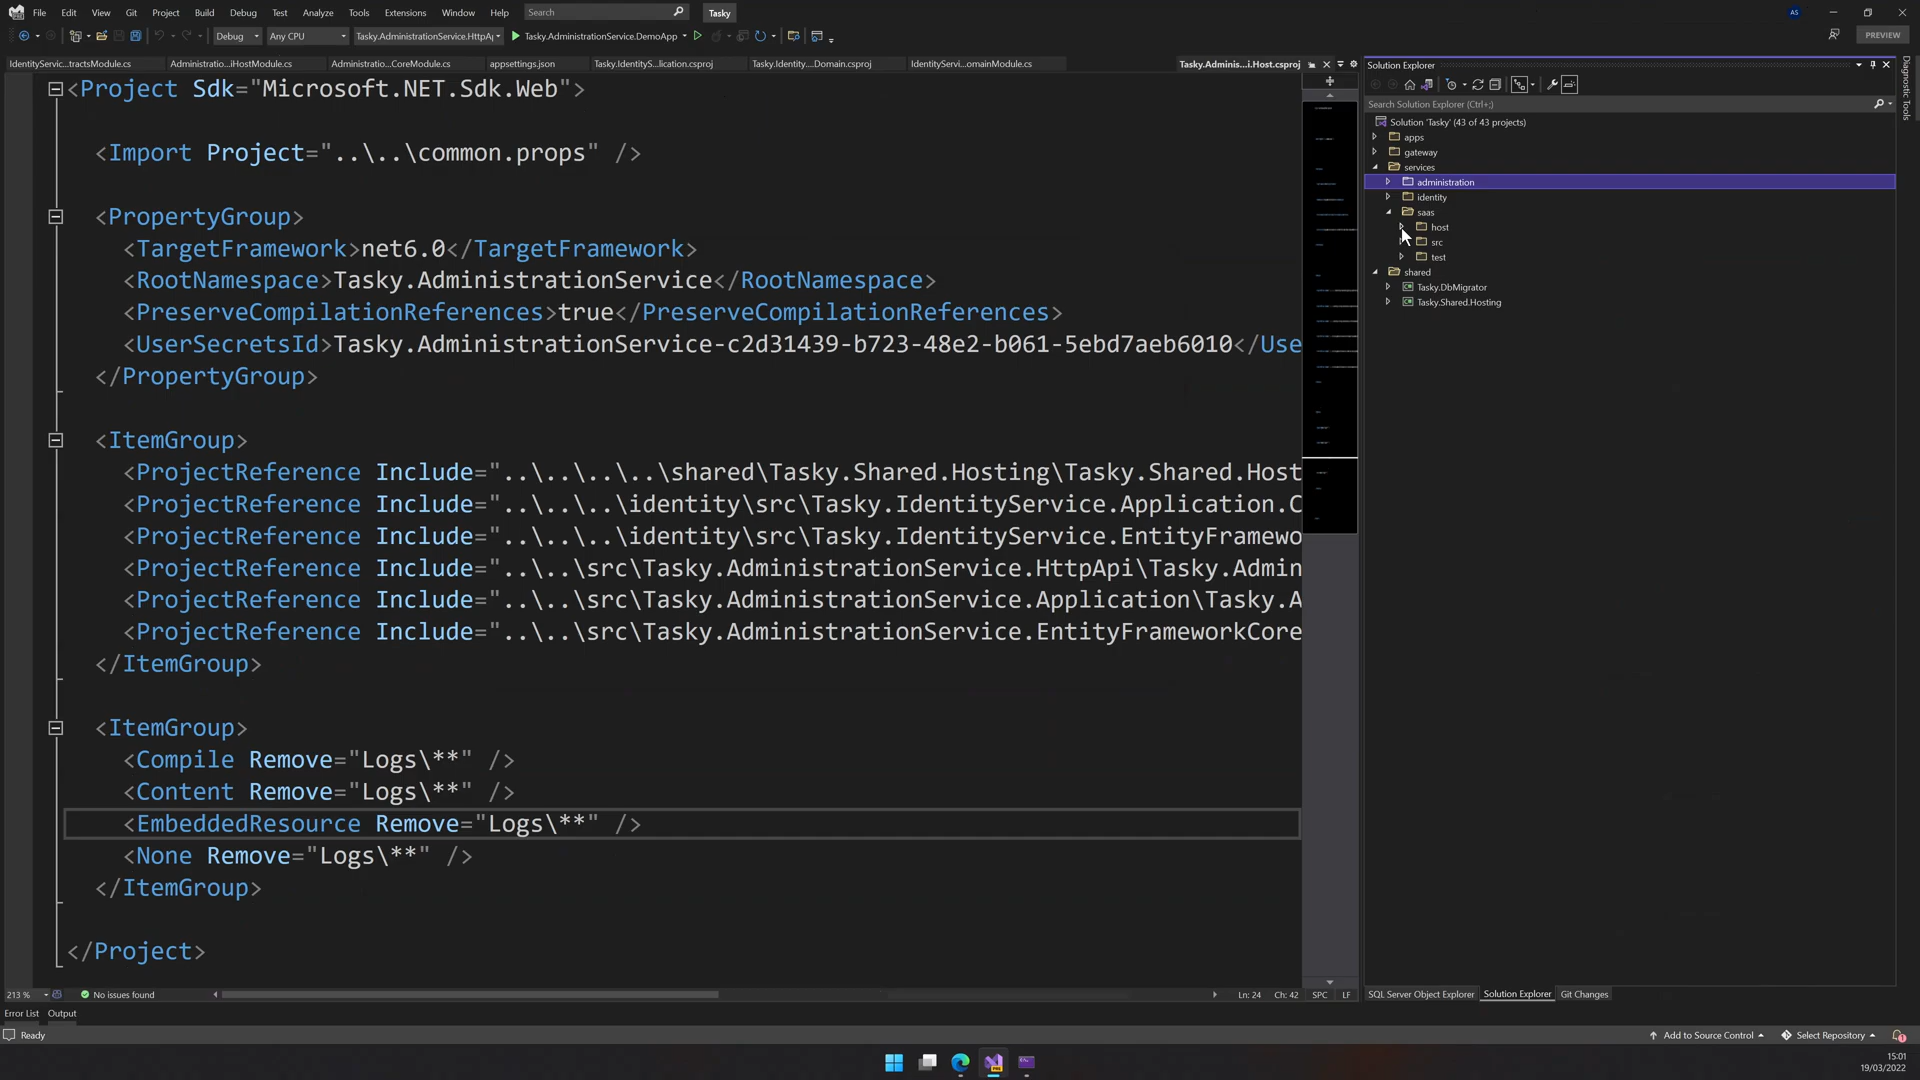 File Edit View Git Project Build Debug Test Analyze Tools Extensions Window Help Search Tasky AS
Debug Any CPU Tasky.AdministrationService.HttpA Tasky.AdministrationService.DemoApp PREVIEW
IdentityServic...tractsModule.cs Administratio...iHostModule.cs Administratio...CoreModule.cs appsettings.json Tasky.IdentityS...lication.csproj Tasky.Identity....Domain.csproj IdentityServi...omainModule.cs Tasky.Adminis...i.Host.csproj
<Project Sdk="Microsoft.NET.Sdk.Web">
<Import Project="..\..\common.props" />
<PropertyGroup>
<TargetFramework>net6.0</TargetFramework>
<RootNamespace>Tasky.AdministrationService</RootNamespace>
<PreserveCompilationReferences>true</PreserveCompilationReferences>
<UserSecretsId>Tasky.AdministrationService-c2d31439-b723-48e2-b061-5ebd7aeb6010</Use
</PropertyGroup>
<ItemGroup>
<ProjectReference Include="..\..\..\..\shared\Tasky.Shared.Hosting\Tasky.Shared.Host
<ProjectReference Include="..\..\..\identity\src\Tasky.IdentityService.Application.C
<ProjectReference Include="..\..\..\identity\src\Tasky.IdentityService.EntityFramewo
<ProjectReference Include="..\..\src\Tasky.AdministrationService.HttpApi\Tasky.Admin
<ProjectReference Include="..\..\src\Tasky.AdministrationService.Application\Tasky.A
<ProjectReference Include="..\..\src\Tasky.AdministrationService.EntityFrameworkCore
</ItemGroup>
<ItemGroup>
<Compile Remove="Logs\**" />
<Content Remove="Logs\**" />
<EmbeddedResource Remove="Logs\**" />
<None Remove="Logs\**" />
</ItemGroup>
</Project>
213 % No issues found Ln: 24 Ch: 42 SPC LF
Solution Explorer
Search Solution Explorer (Ctrl+;)
Solution 'Tasky' (43 of 43 projects)
apps
gateway
services
administration
identity
saas
host
src
test
shared
Tasky.DbMigrator
Tasky.Shared.Hosting
SQL Server Object Explorer Solution Explorer Git Changes
Diagnostic Tools
Error List Output
Ready Add to Source Control Select Repository 1
15:01
19/03/2022